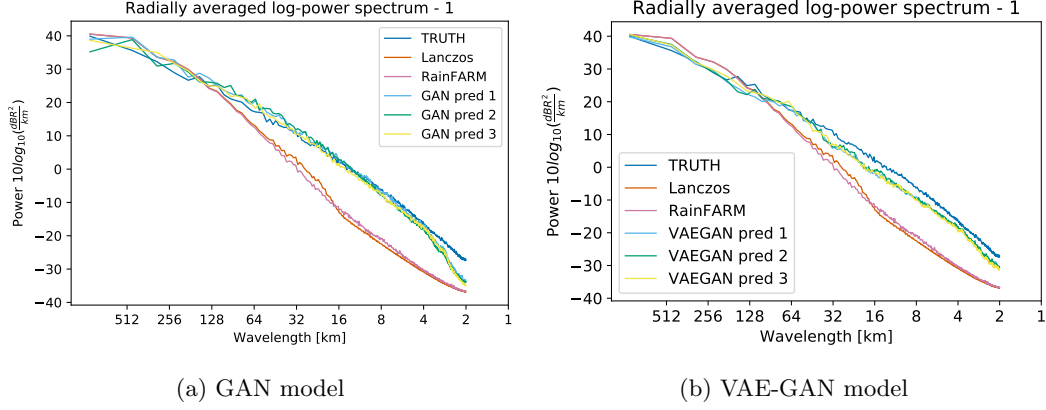 Radially averaged log-power spectrum - 1
Power 10log₁₀(dBR²/km)
40
30
20
10
0
−10
−20
−30
−40
TRUTH
Lanczos
RainFARM
GAN pred 1
GAN pred 2
GAN pred 3
512 256 128 64 32 16 8 4 2 1
Wavelength [km]
(a) GAN model
Radially averaged log-power spectrum - 1
Power 10log₁₀(dBR²/km)
40
30
20
10
0
−10
−20
−30
−40
TRUTH
Lanczos
RainFARM
VAEGAN pred 1
VAEGAN pred 2
VAEGAN pred 3
512 256 128 64 32 16 8 4 2 1
Wavelength [km]
(b) VAE-GAN model